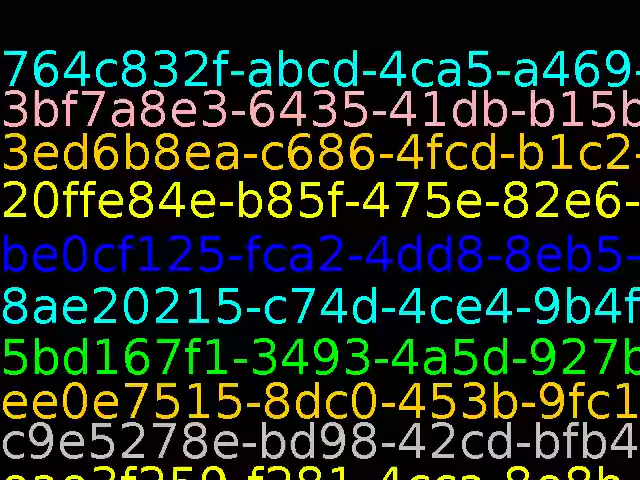 764c832f-abcd-4ca5-a469-
3bf7a8e3-6435-41db-b15b
3ed6b8ea-c686-4fcd-b1c2-
20ffe84e-b85f-475e-82e6-
be0cf125-fca2-4dd8-8eb5-
8ae20215-c74d-4ce4-9b4f
5bd167f1-3493-4a5d-927b
ee0e7515-8dc0-453b-9fc1
c9e5278e-bd98-42cd-bfb4